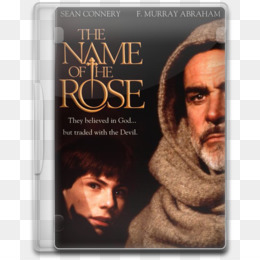 SEAN CONNERY F. MURRAY ABRAHAM
THE
NAME
OF THE
ROSE
They believed in God...
but traded with the Devil.